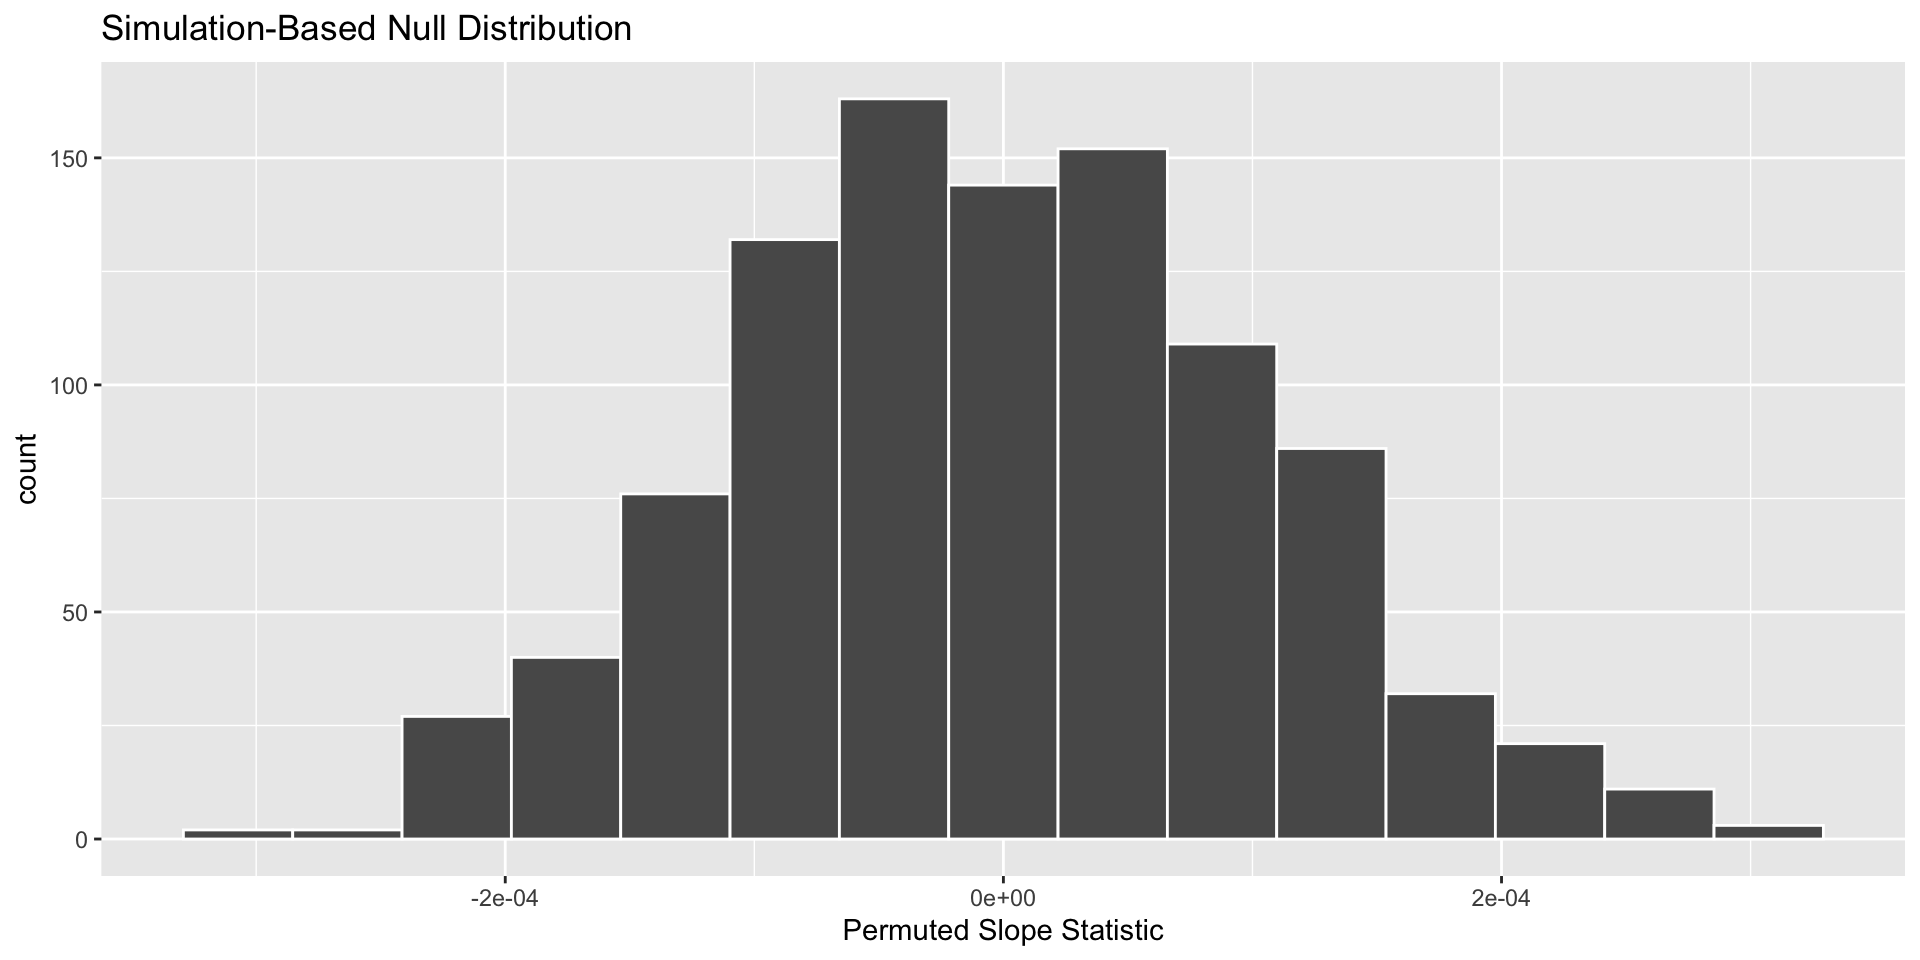 Simulation-Based Null Distribution
count
150
100
50
0
-2e-04 0e+00 2e-04
Permuted Slope Statistic